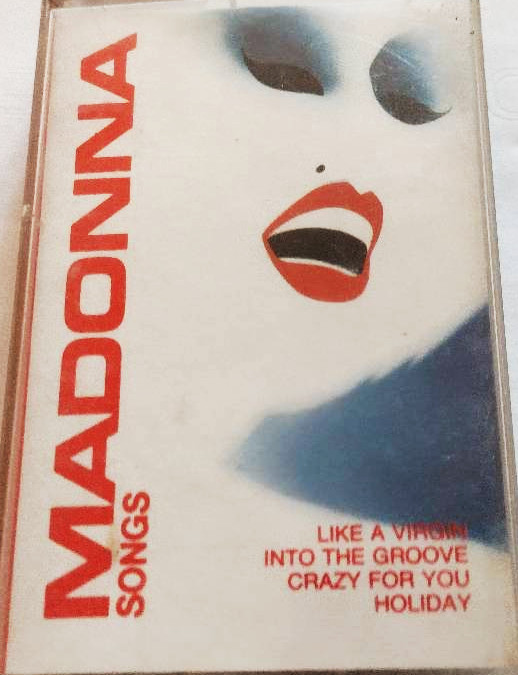 MADONNA
SONGS
LIKE A VIRGIN
INTO THE GROOVE
CRAZY FOR YOU
HOLIDAY